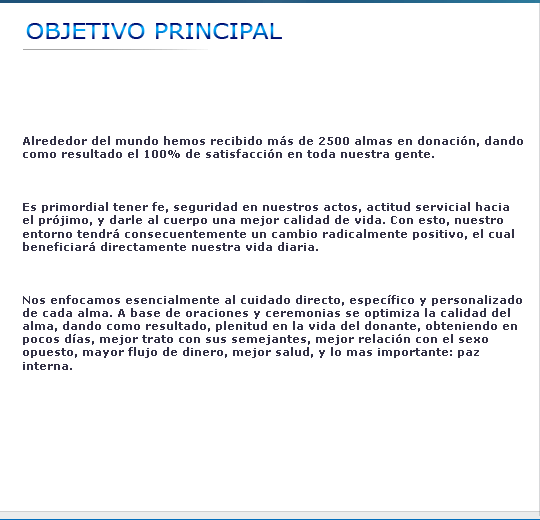 OBJETIVO PRINCIPAL
Alrededor del mundo hemos recibido más de 2500 almas en donación, dando
como resultado el 100% de satisfacción en toda nuestra gente.
Es primordial tener fe, seguridad en nuestros actos, actitud servicial hacia
el prójimo, y darle al cuerpo una mejor calidad de vida. Con esto, nuestro
entorno tendrá consecuentemente un cambio radicalmente positivo, el cual
beneficiará directamente nuestra vida diaria.
Nos enfocamos esencialmente al cuidado directo, específico y personalizado
de cada alma. A base de oraciones y ceremonias se optimiza la calidad del
alma, dando como resultado, plenitud en la vida del donante, obteniendo en
pocos días, mejor trato con sus semejantes, mejor relación con el sexo
opuesto, mayor flujo de dinero, mejor salud, y lo mas importante: paz
interna.